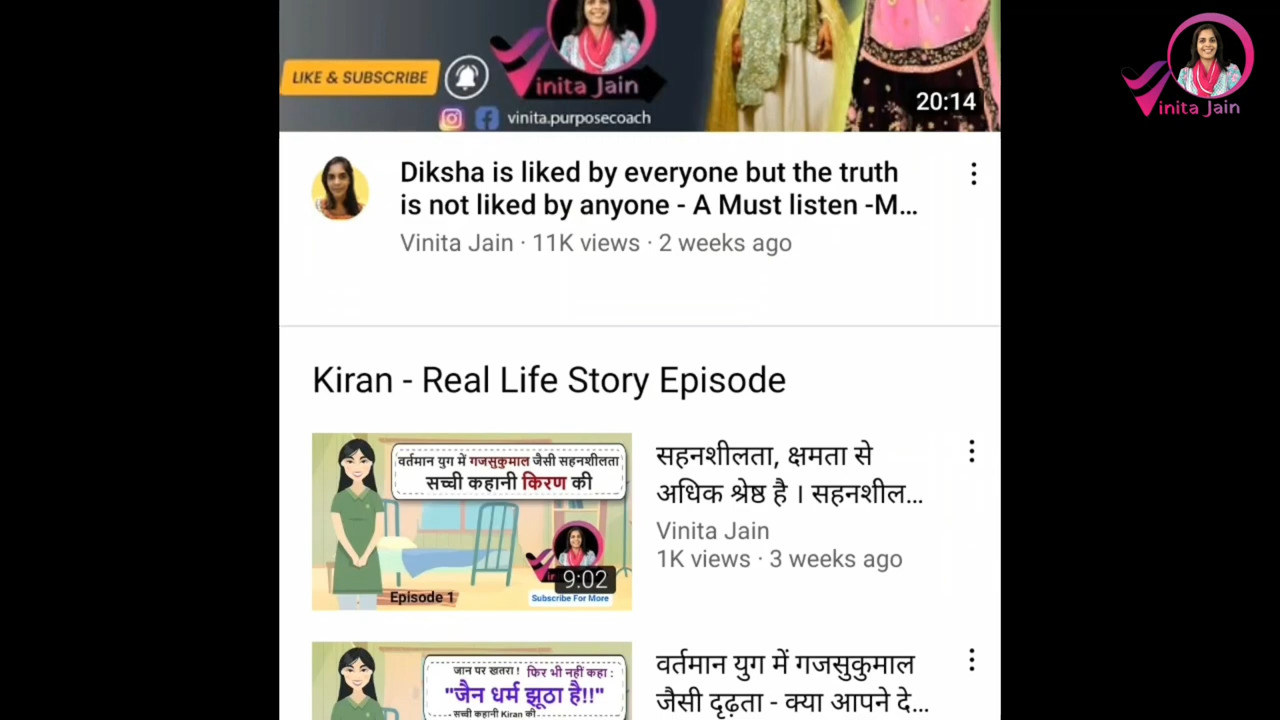 LIKE & SUBSCRIBE
inita Jain
vinita.purposecoach
20:14
inita Jain
Diksha is liked by everyone but the truth
is not liked by anyone - A Must listen -M...
Vinita Jain · 11K views · 2 weeks ago
Kiran - Real Life Story Episode
वर्तमान युग में गजसुकुमाल जैसी सहनशीलता
सच्ची कहानी किरण की
9:02
Episode 1
Subscribe For More
सहनशीलता, क्षमता से
अधिक श्रेष्ठ है । सहनशील...
Vinita Jain
1K views · 3 weeks ago
जान पर खतरा ! फिर भी नहीं कहा :
"जैन धर्म झूठा है!!"
सच्ची कहानी Kiran की
वर्तमान युग में गजसुकुमाल
जैसी दृढ़ता - क्या आपने दे...